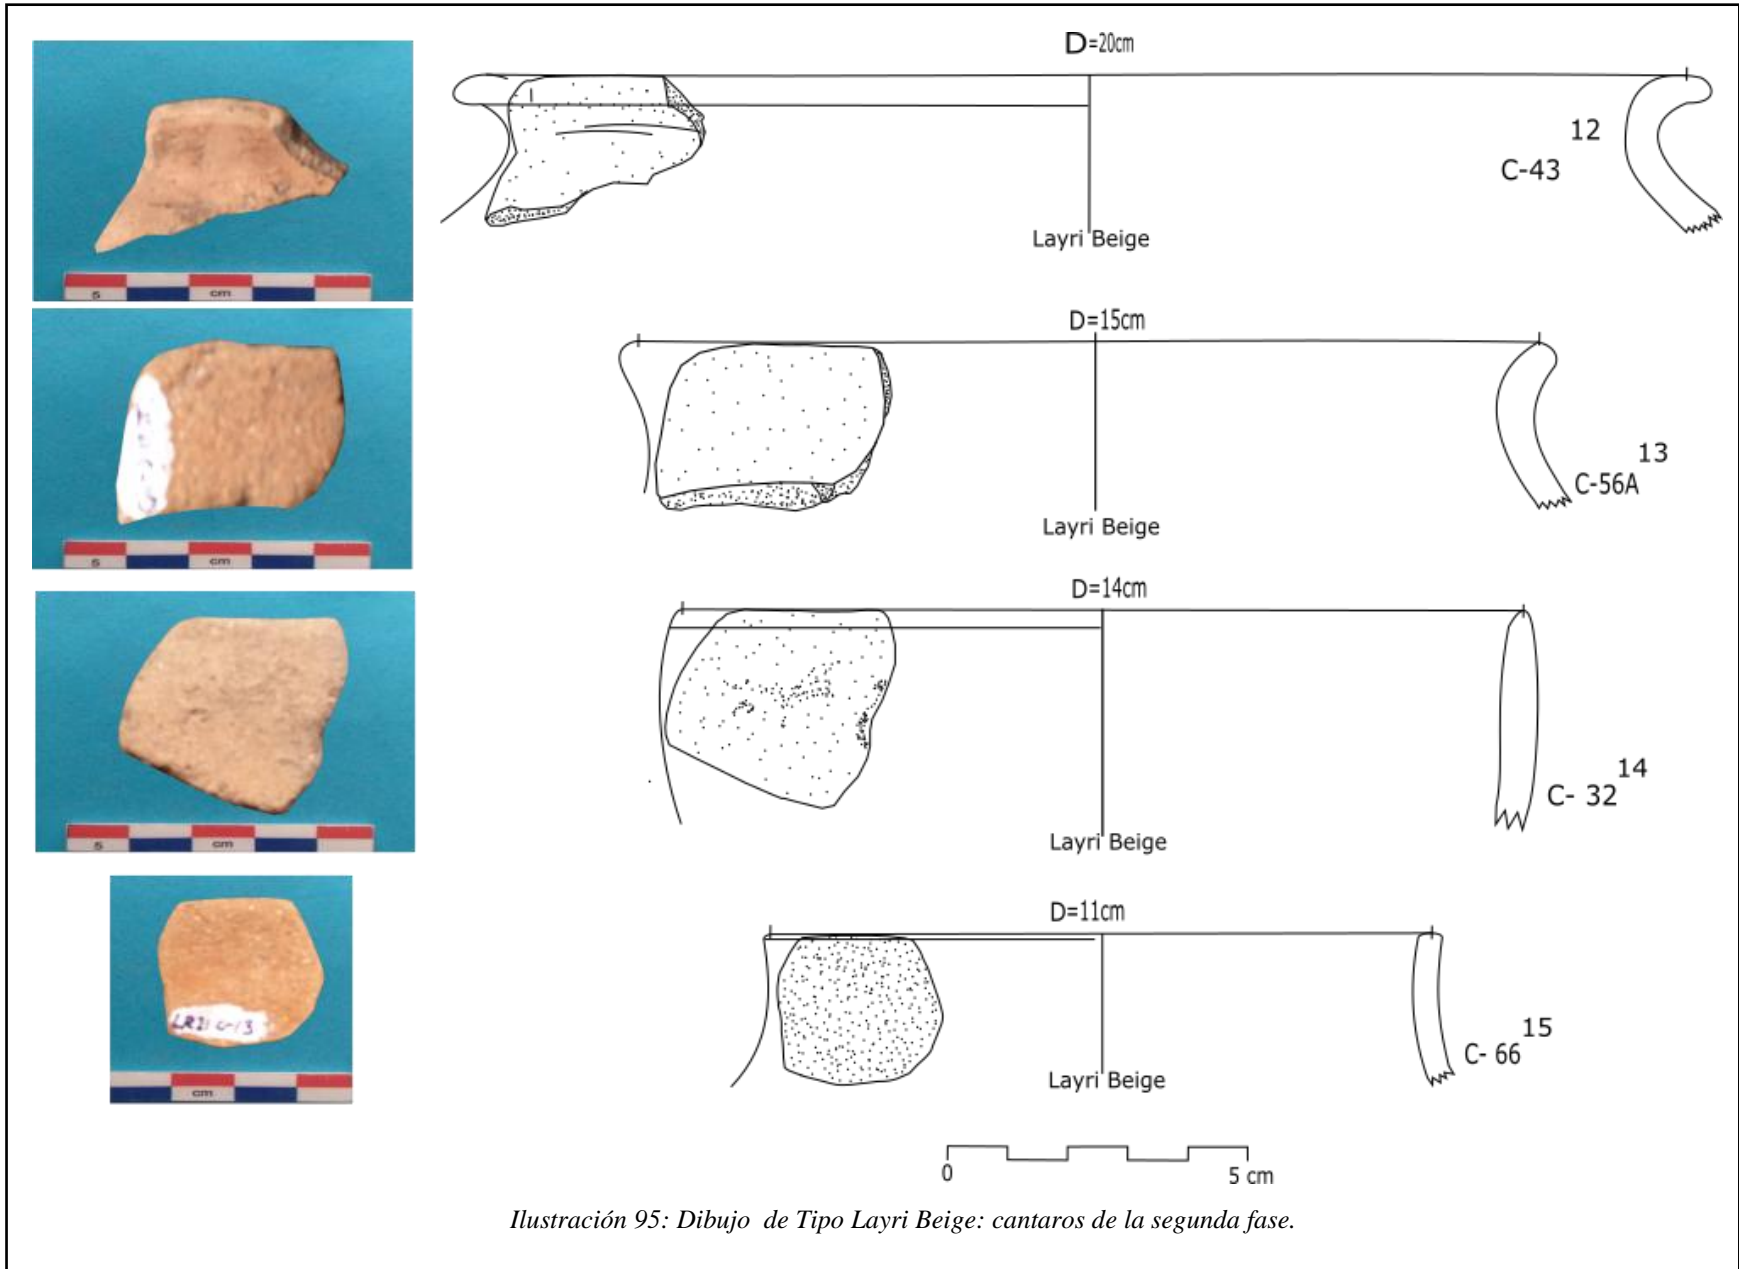 D=20cm
12
C-43
Layri Beige
5 cm
D=15cm
13
C-56A
Layri Beige
5 cm
D=14cm
14
C- 32
Layri Beige
5 cm
D=11cm
15
C- 66
Layri Beige
cm
0 5 cm
Ilustración 95: Dibujo de Tipo Layri Beige: cantaros de la segunda fase.